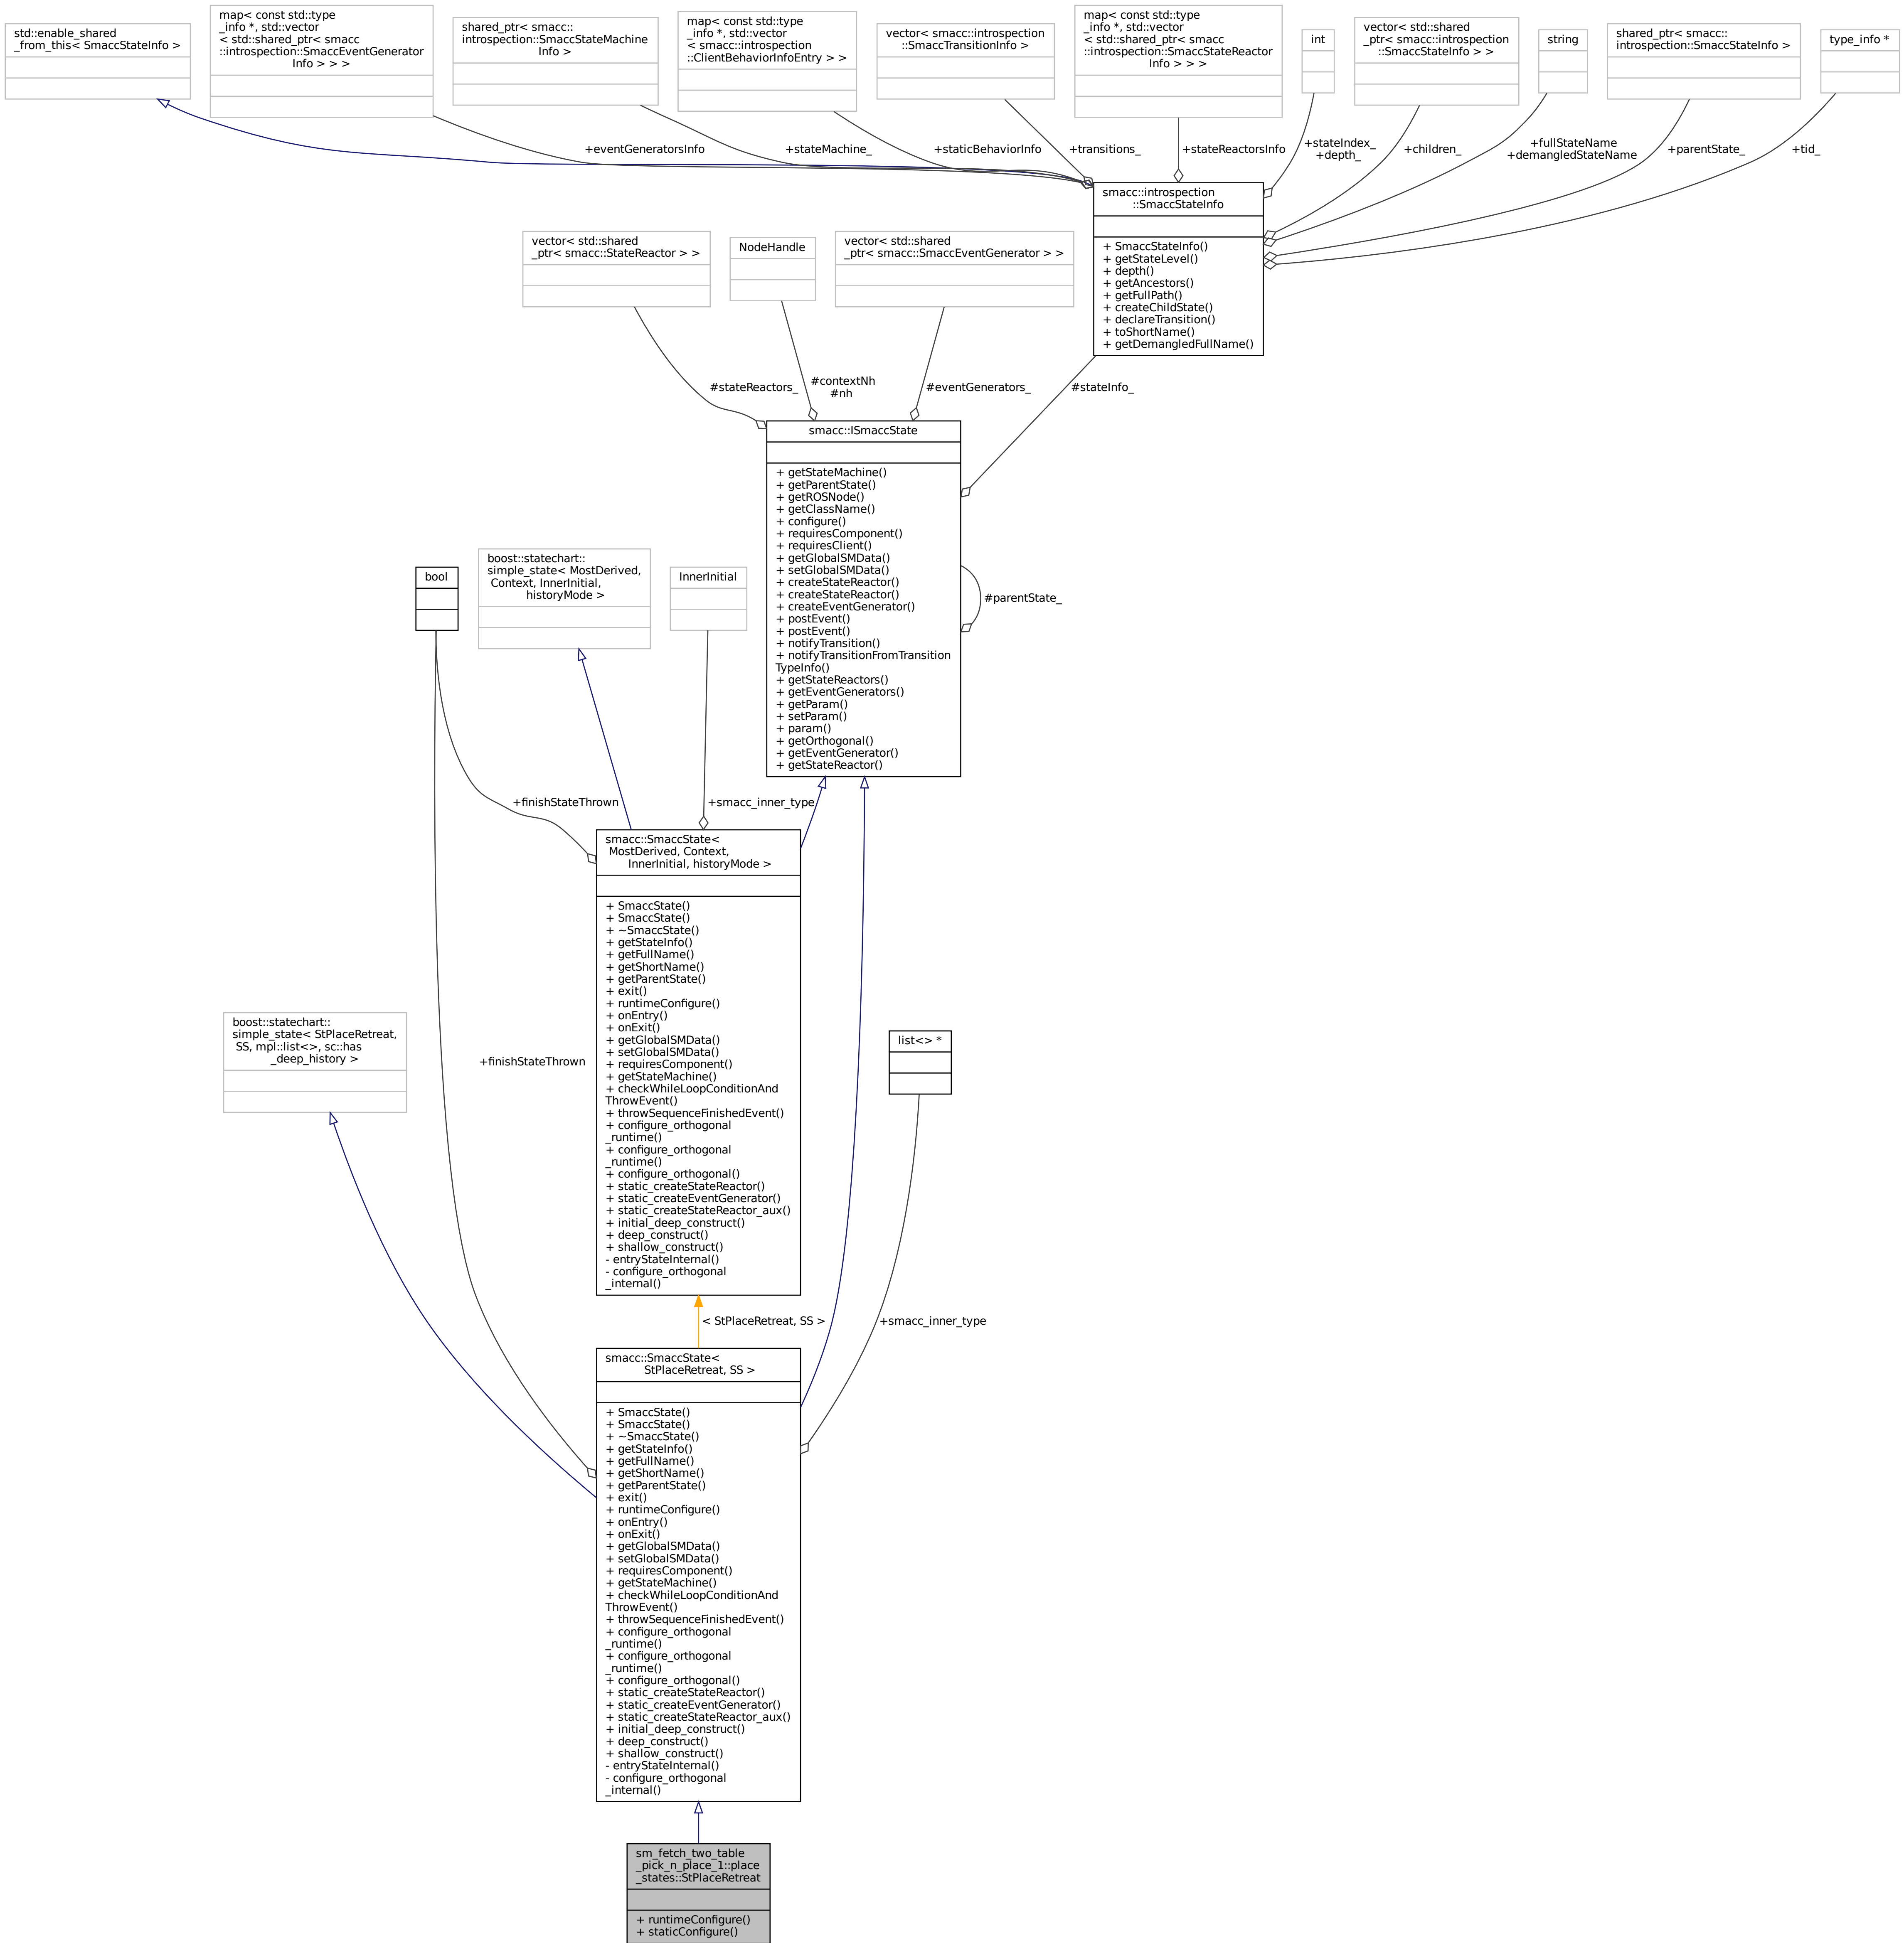 std::enable_shared
_from_this< SmaccStateInfo >
map< const std::type
_info *, std::vector
< std::shared_ptr< smacc
::introspection::SmaccEventGenerator
Info > > >
shared_ptr< smacc::
introspection::SmaccStateMachine
Info >
map< const std::type
_info *, std::vector
< smacc::introspection
::ClientBehaviorInfoEntry > >
vector< smacc::introspection
::SmaccTransitionInfo >
map< const std::type
_info *, std::vector
< std::shared_ptr< smacc
::introspection::SmaccStateReactor
Info > > >
int
vector< std::shared
_ptr< smacc::introspection
::SmaccStateInfo > >
string
shared_ptr< smacc::
introspection::SmaccStateInfo >
type_info *
+eventGeneratorsInfo
+stateMachine_
+staticBehaviorInfo
+transitions_
+stateReactorsInfo
+stateIndex_
+depth_
+children_
+fullStateName
+demangledStateName
+parentState_
+tid_
smacc::introspection
::SmaccStateInfo
+ SmaccStateInfo()
+ getStateLevel()
+ depth()
+ getAncestors()
+ getFullPath()
+ createChildState()
+ declareTransition()
+ toShortName()
+ getDemangledFullName()
vector< std::shared
_ptr< smacc::StateReactor > >
NodeHandle
vector< std::shared
_ptr< smacc::SmaccEventGenerator > >
#stateReactors_
#contextNh
#nh
#eventGenerators_
#stateInfo_
smacc::ISmaccState
+ getStateMachine()
+ getParentState()
+ getROSNode()
+ getClassName()
+ configure()
+ requiresComponent()
+ requiresClient()
+ getGlobalSMData()
+ setGlobalSMData()
+ createStateReactor()
+ createStateReactor()
+ createEventGenerator()
+ postEvent()
+ postEvent()
+ notifyTransition()
+ notifyTransitionFromTransition
TypeInfo()
+ getStateReactors()
+ getEventGenerators()
+ getParam()
+ setParam()
+ param()
+ getOrthogonal()
+ getEventGenerator()
+ getStateReactor()
#parentState_
bool
boost::statechart::
simple_state< MostDerived,
Context, InnerInitial,
historyMode >
InnerInitial
+finishStateThrown
+smacc_inner_type
smacc::SmaccState<
MostDerived, Context,
InnerInitial, historyMode >
+ SmaccState()
+ SmaccState()
+ ~SmaccState()
+ getStateInfo()
+ getFullName()
+ getShortName()
+ getParentState()
+ exit()
+ runtimeConfigure()
+ onEntry()
+ onExit()
+ getGlobalSMData()
+ setGlobalSMData()
+ requiresComponent()
+ getStateMachine()
+ checkWhileLoopConditionAnd
ThrowEvent()
+ throwSequenceFinishedEvent()
+ configure_orthogonal
_runtime()
+ configure_orthogonal
_runtime()
+ configure_orthogonal()
+ static_createStateReactor()
+ static_createEventGenerator()
+ static_createStateReactor_aux()
+ initial_deep_construct()
+ deep_construct()
+ shallow_construct()
- entryStateInternal()
- configure_orthogonal
_internal()
boost::statechart::
simple_state< StPlaceRetreat,
SS, mpl::list<>, sc::has
_deep_history >
+finishStateThrown
list<> *
< StPlaceRetreat, SS >
+smacc_inner_type
smacc::SmaccState<
StPlaceRetreat, SS >
+ SmaccState()
+ SmaccState()
+ ~SmaccState()
+ getStateInfo()
+ getFullName()
+ getShortName()
+ getParentState()
+ exit()
+ runtimeConfigure()
+ onEntry()
+ onExit()
+ getGlobalSMData()
+ setGlobalSMData()
+ requiresComponent()
+ getStateMachine()
+ checkWhileLoopConditionAnd
ThrowEvent()
+ throwSequenceFinishedEvent()
+ configure_orthogonal
_runtime()
+ configure_orthogonal
_runtime()
+ configure_orthogonal()
+ static_createStateReactor()
+ static_createEventGenerator()
+ static_createStateReactor_aux()
+ initial_deep_construct()
+ deep_construct()
+ shallow_construct()
- entryStateInternal()
- configure_orthogonal
_internal()
sm_fetch_two_table
_pick_n_place_1::place
_states::StPlaceRetreat
+ runtimeConfigure()
+ staticConfigure()